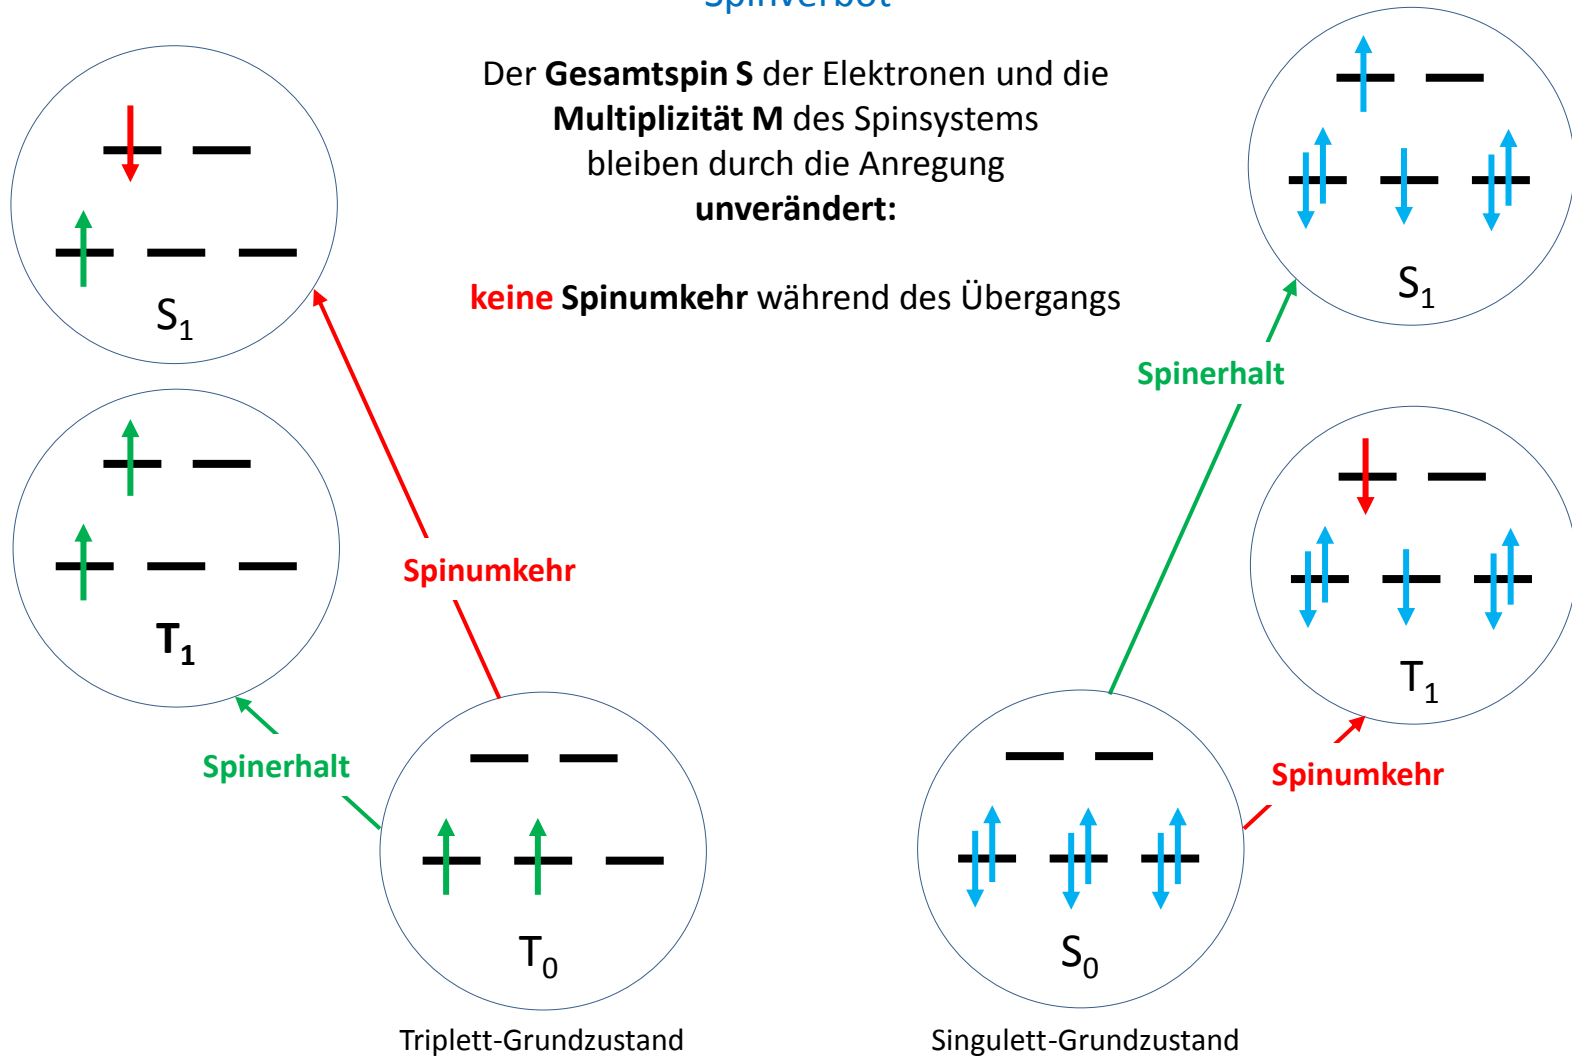 Spinverbot
Der Gesamtspin S der Elektronen und die
Multiplizität M des Spinsystems
bleiben durch die Anregung
unverändert:
keine Spinumkehr während des Übergangs
S1
S1
Spinerhalt
Spinumkehr
T1
T1
Spinerhalt
Spinumkehr
T0
S0
Triplett-Grundzustand
Singulett-Grundzustand